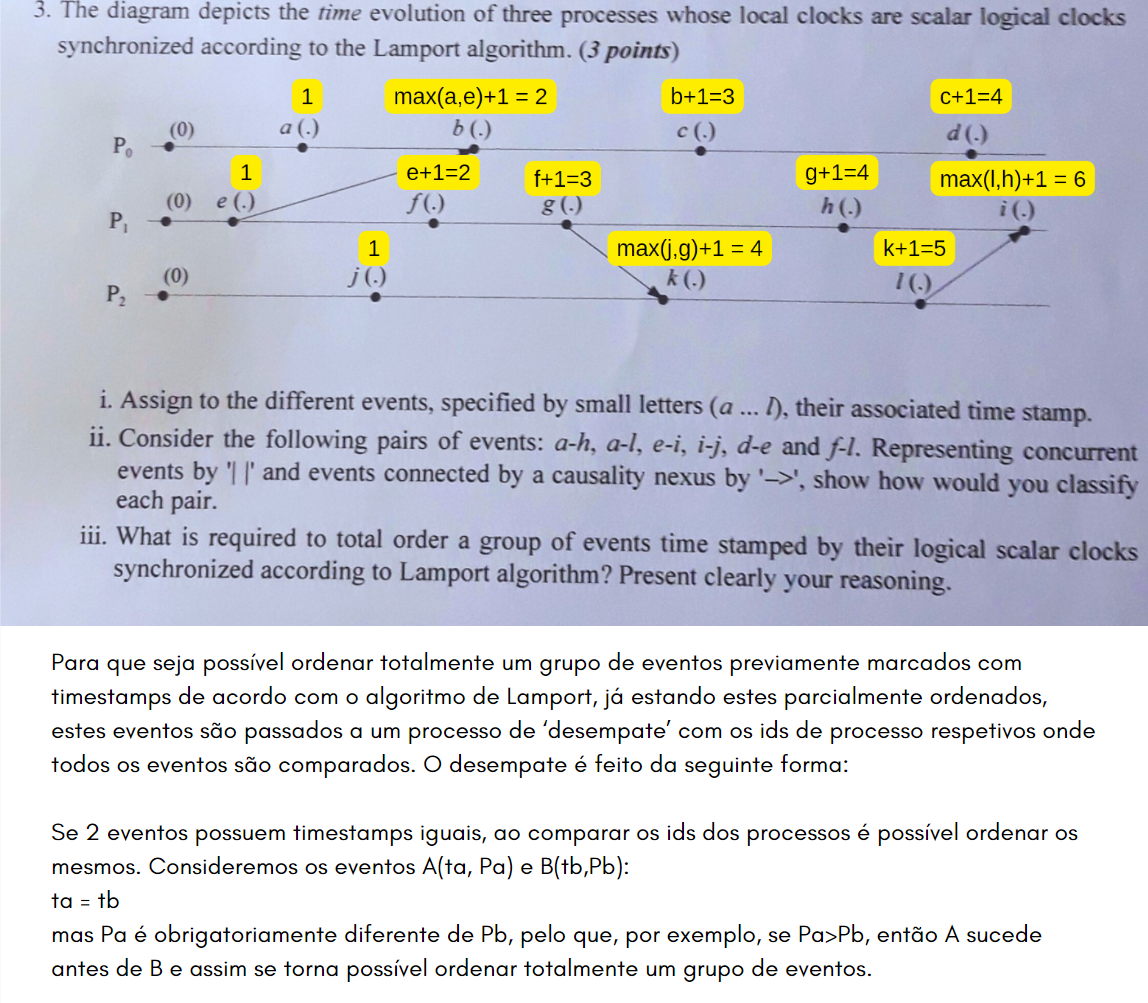 3. The diagram depicts the time evolution of three processes whose local clocks are scalar logical clocks
synchronized according to the Lamport algorithm. (3 points)
1 max(a,e)+1 = 2 b+1=3 c+1=4
P₀ (0) a (.) b (.) c (.) d (.)
1 e+1=2 f+1=3 g+1=4 max(l,h)+1 = 6
P₁ (0) e (.) f(.) g (.) h (.) i (.)
1 max(j,g)+1 = 4 k+1=5
P₂ (0) j (.) k (.) l (.)
i. Assign to the different events, specified by small letters (a ... l), their associated time stamp.
ii. Consider the following pairs of events: a-h, a-l, e-i, i-j, d-e and f-l. Representing concurrent
events by '| |' and events connected by a causality nexus by '–>', show how would you classify
each pair.
iii. What is required to total order a group of events time stamped by their logical scalar clocks
synchronized according to Lamport algorithm? Present clearly your reasoning.
Para que seja possível ordenar totalmente um grupo de eventos previamente marcados com
timestamps de acordo com o algoritmo de Lamport, já estando estes parcialmente ordenados,
estes eventos são passados a um processo de ‘desempate’ com os ids de processo respetivos onde
todos os eventos são comparados. O desempate é feito da seguinte forma:
Se 2 eventos possuem timestamps iguais, ao comparar os ids dos processos é possível ordenar os
mesmos. Consideremos os eventos A(ta, Pa) e B(tb,Pb):
ta = tb
mas Pa é obrigatoriamente diferente de Pb, pelo que, por exemplo, se Pa>Pb, então A sucede
antes de B e assim se torna possível ordenar totalmente um grupo de eventos.